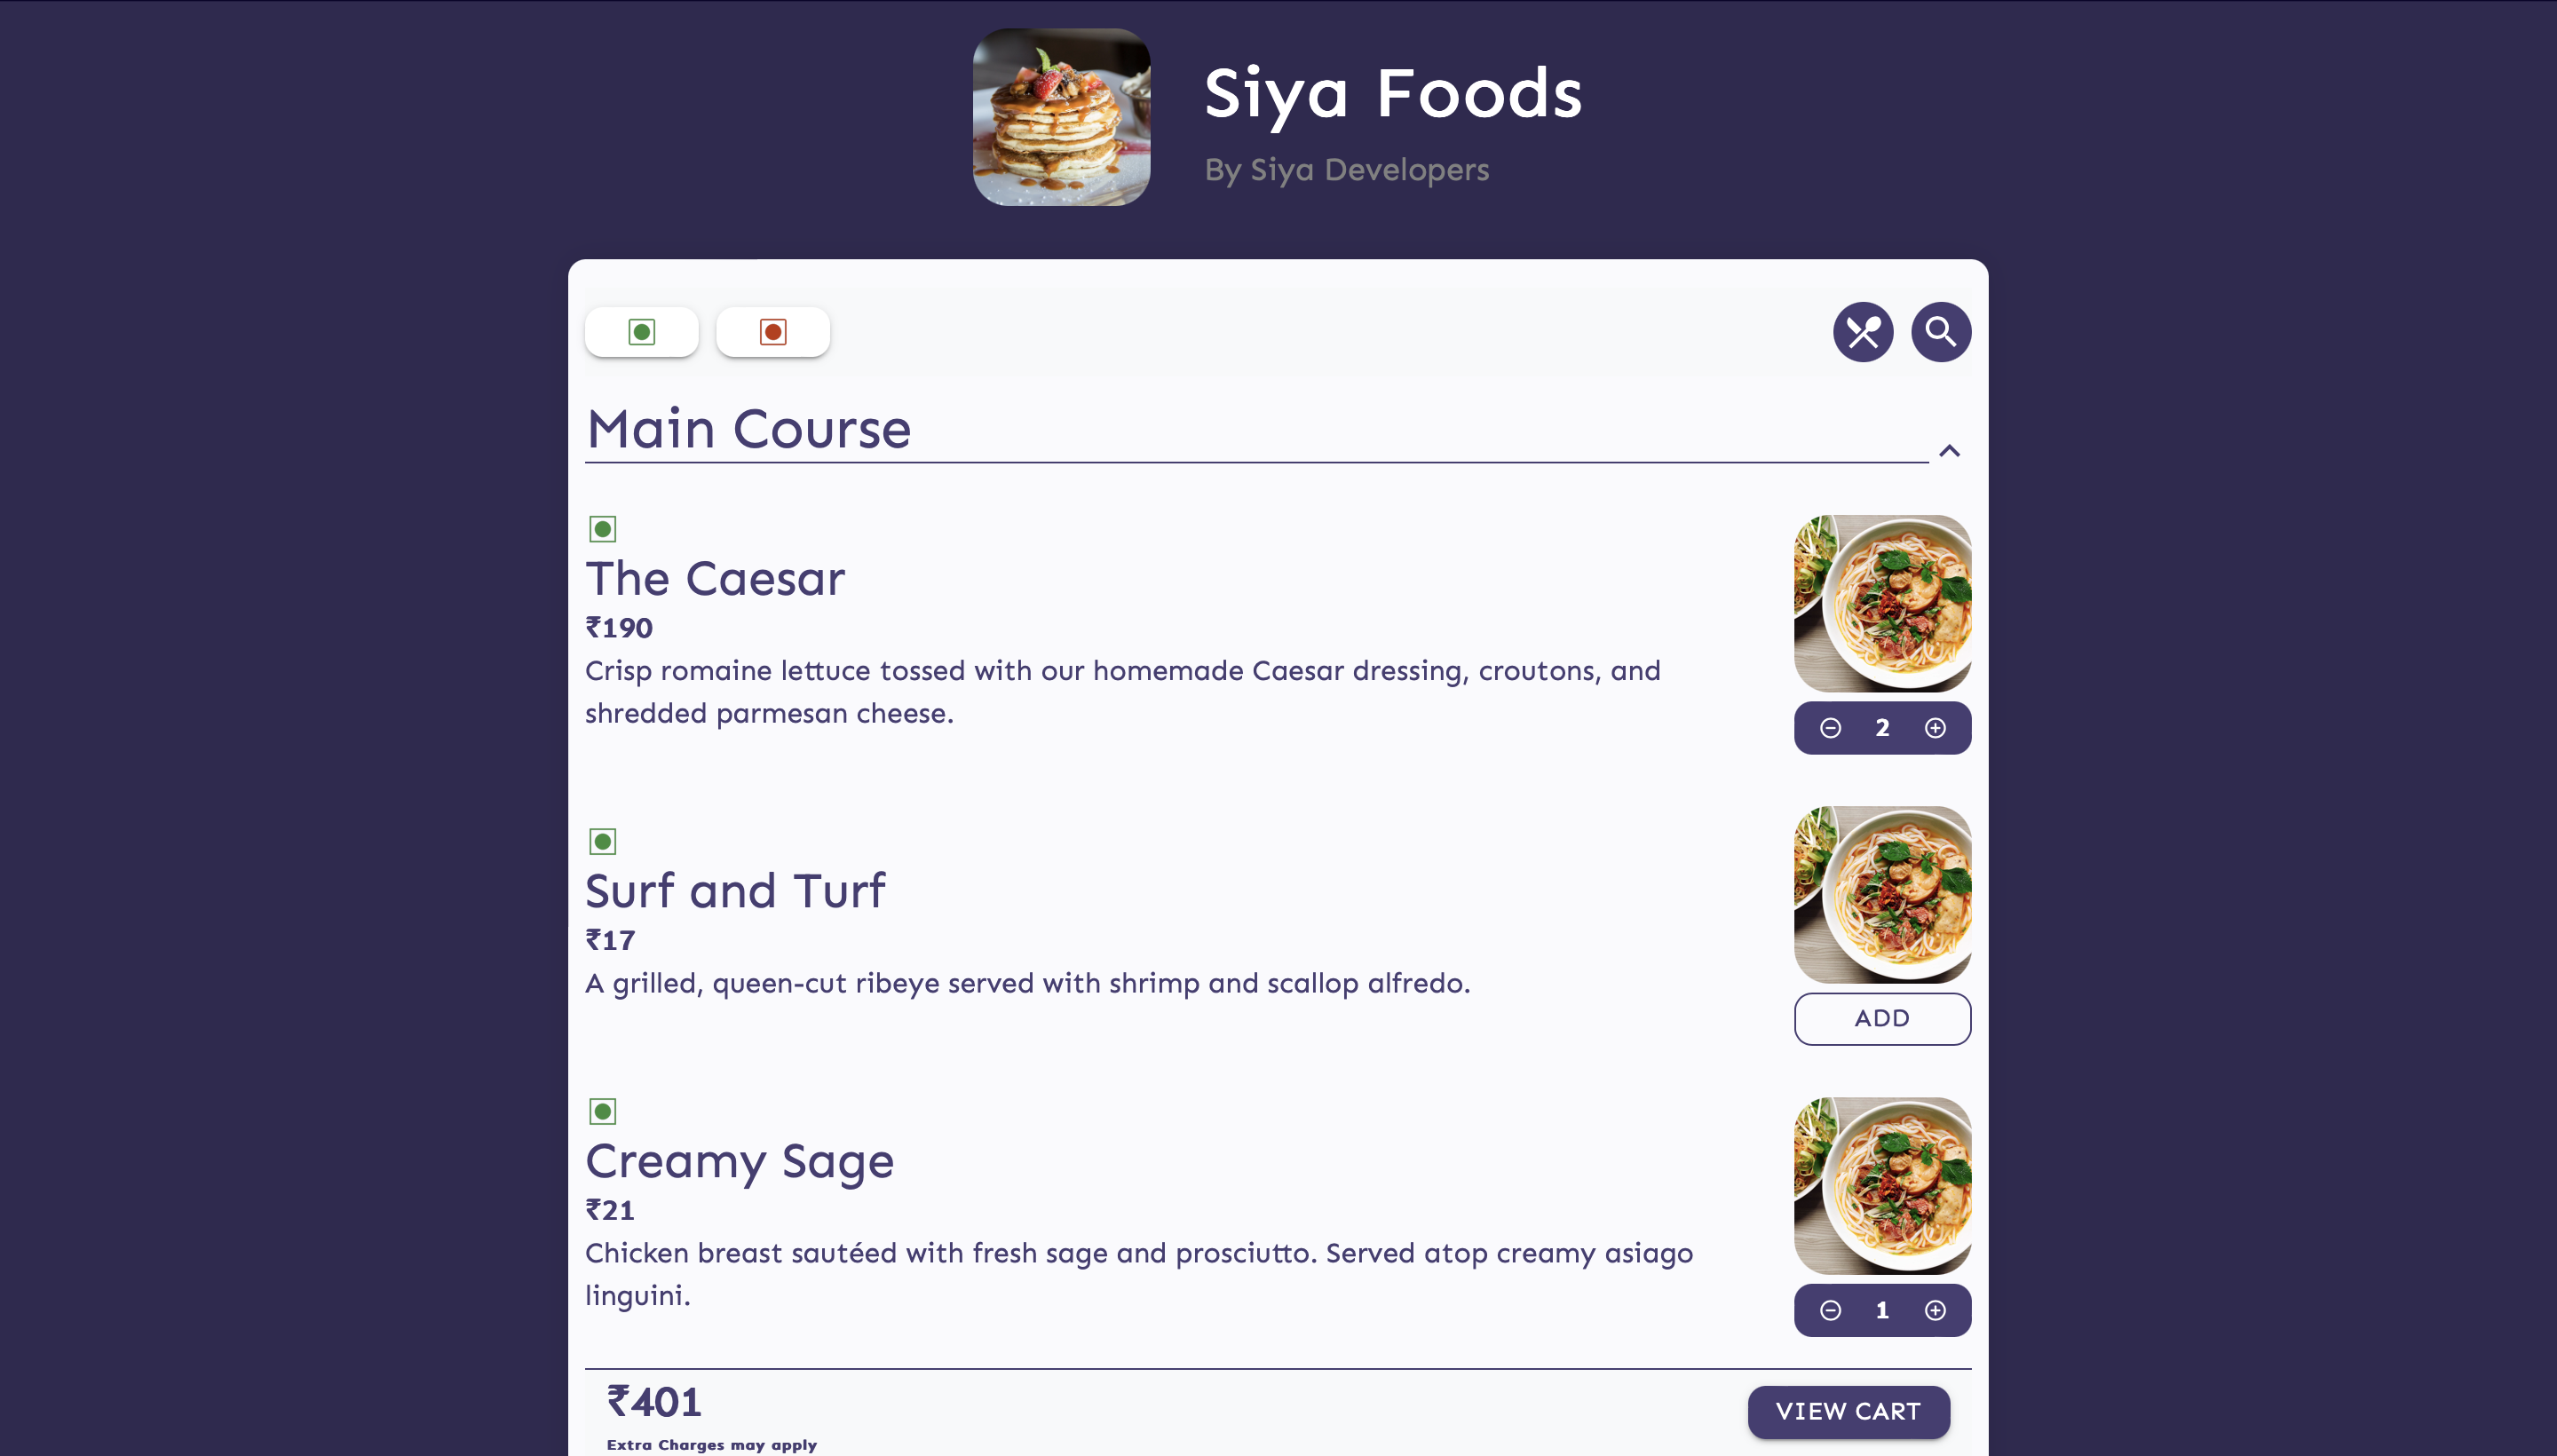 Siya Foods
By Siya Developers
Main Course
The Caesar
₹190
Crisp romaine lettuce tossed with our homemade Caesar dressing, croutons, and
shredded parmesan cheese.
2
Surf and Turf
₹17
A grilled, queen-cut ribeye served with shrimp and scallop alfredo.
ADD
Creamy Sage
₹21
Chicken breast sautéed with fresh sage and prosciutto. Served atop creamy asiago
linguini.
1
₹401
VIEW CART
Extra Charges may apply